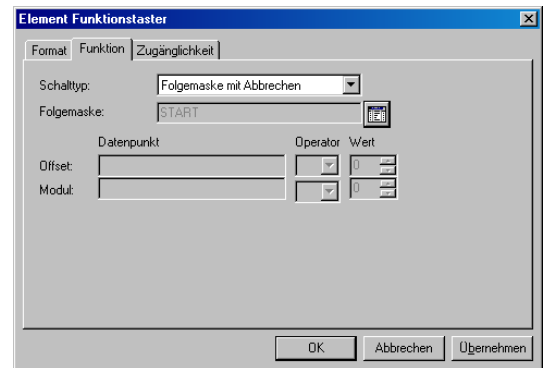 Element Funktionstaster
Format Funktion Zugänglichkeit
Schalttyp: Folgemaske mit Abbrechen
Folgemaske: START
Datenpunkt Operator Wert
Offset: 0
Modul: 0
OK Abbrechen Übernehmen